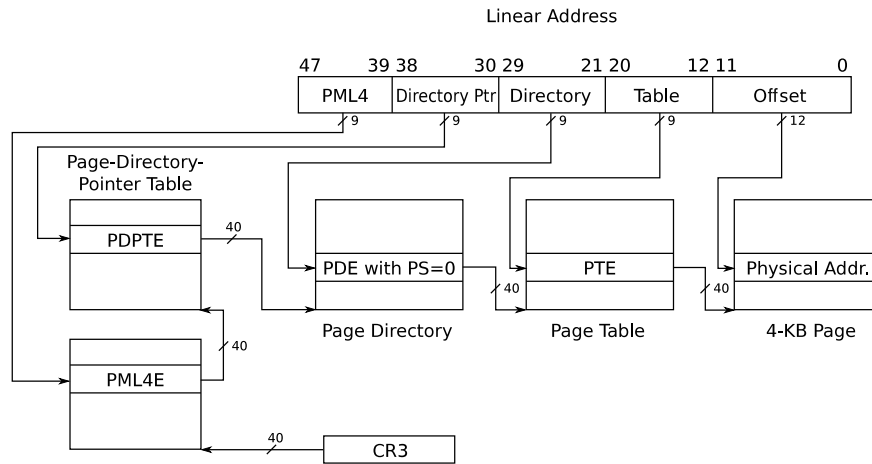 Linear Address
47 39 38 30 29 21 20 12 11 0
PML4 Directory Ptr Directory Table Offset
9 9 9 9 12
Page-Directory-
Pointer Table
PDPTE 40
PDE with PS=0 40
PTE 40
Physical Addr.
Page Directory Page Table 4-KB Page
40
PML4E
40
CR3